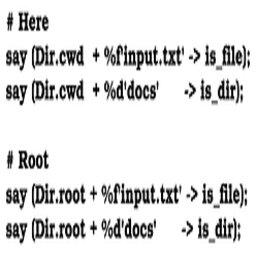 # Here
say (Dir.cwd + %f'input.txt' -> is_file);
say (Dir.cwd + %d'docs' -> is_dir);

# Root
say (Dir.root + %f'input.txt' -> is_file);
say (Dir.root + %d'docs' -> is_dir);